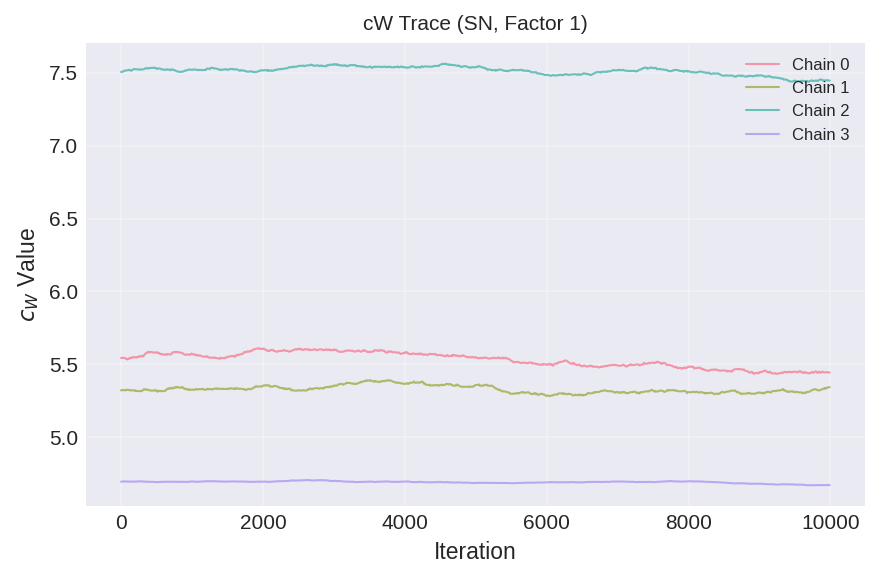 cW Trace (SN, Factor 1)
7.5
7.0
6.5
6.0
5.5
5.0
c_W Value
Chain 0
Chain 1
Chain 2
Chain 3
0
2000
4000
6000
8000
10000
Iteration